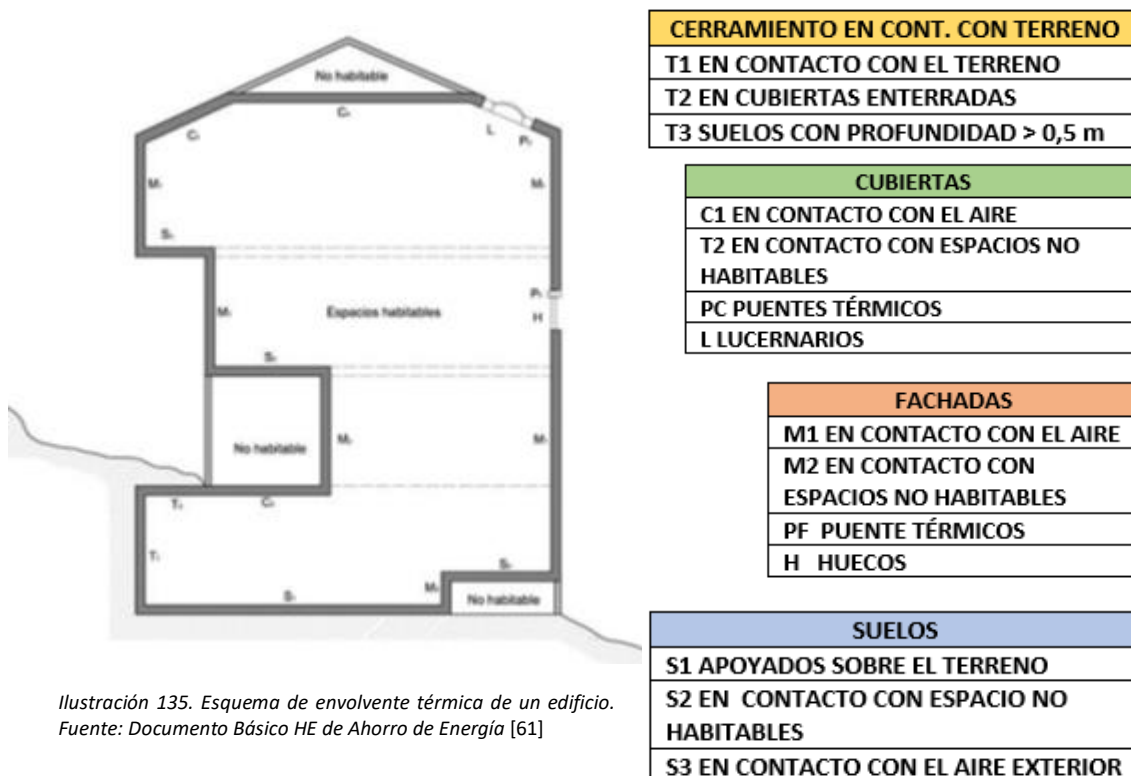 No habitable
C
C
L
P
M
M
S
Espacios habitables
P
M
H
S
No habitable
M
M
T
C
T
S
M
S
No habitable
Ilustración 135. Esquema de envolvente térmica de un edificio.
Fuente: Documento Básico HE de Ahorro de Energía [61]
CERRAMIENTO EN CONT. CON TERRENO
T1 EN CONTACTO CON EL TERRENO
T2 EN CUBIERTAS ENTERRADAS
T3 SUELOS CON PROFUNDIDAD > 0,5 m
CUBIERTAS
C1 EN CONTACTO CON EL AIRE
T2 EN CONTACTO CON ESPACIOS NO
HABITABLES
PC PUENTES TÉRMICOS
L LUCERNARIOS
FACHADAS
M1 EN CONTACTO CON EL AIRE
M2 EN CONTACTO CON
ESPACIOS NO HABITABLES
PF PUENTE TÉRMICOS
H HUECOS
SUELOS
S1 APOYADOS SOBRE EL TERRENO
S2 EN CONTACTO CON ESPACIO NO
HABITABLES
S3 EN CONTACTO CON EL AIRE EXTERIOR